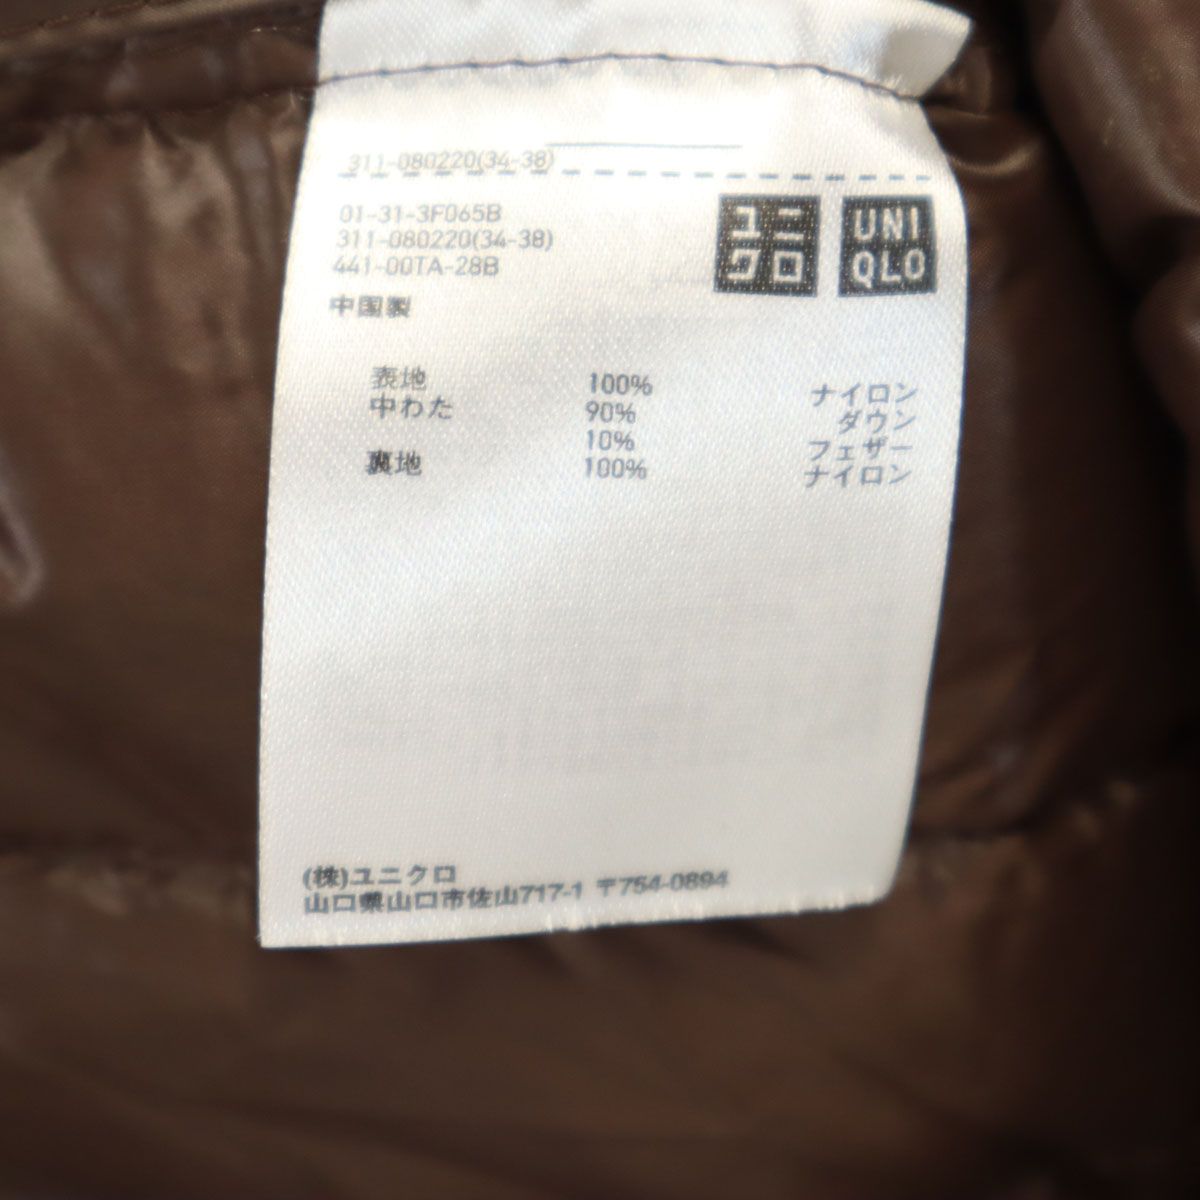 311-080220(34-38)
01-31-3F065B
311-080220(34-38)
441-00TA-28B
中国製
ユニ
クロ
UNI
QLO
表地 100% ナイロン
中わた 90% ダウン
10% フェザー
裏地 100% ナイロン
(株)ユニクロ
山口県山口市佐山717-1 〒754-0894